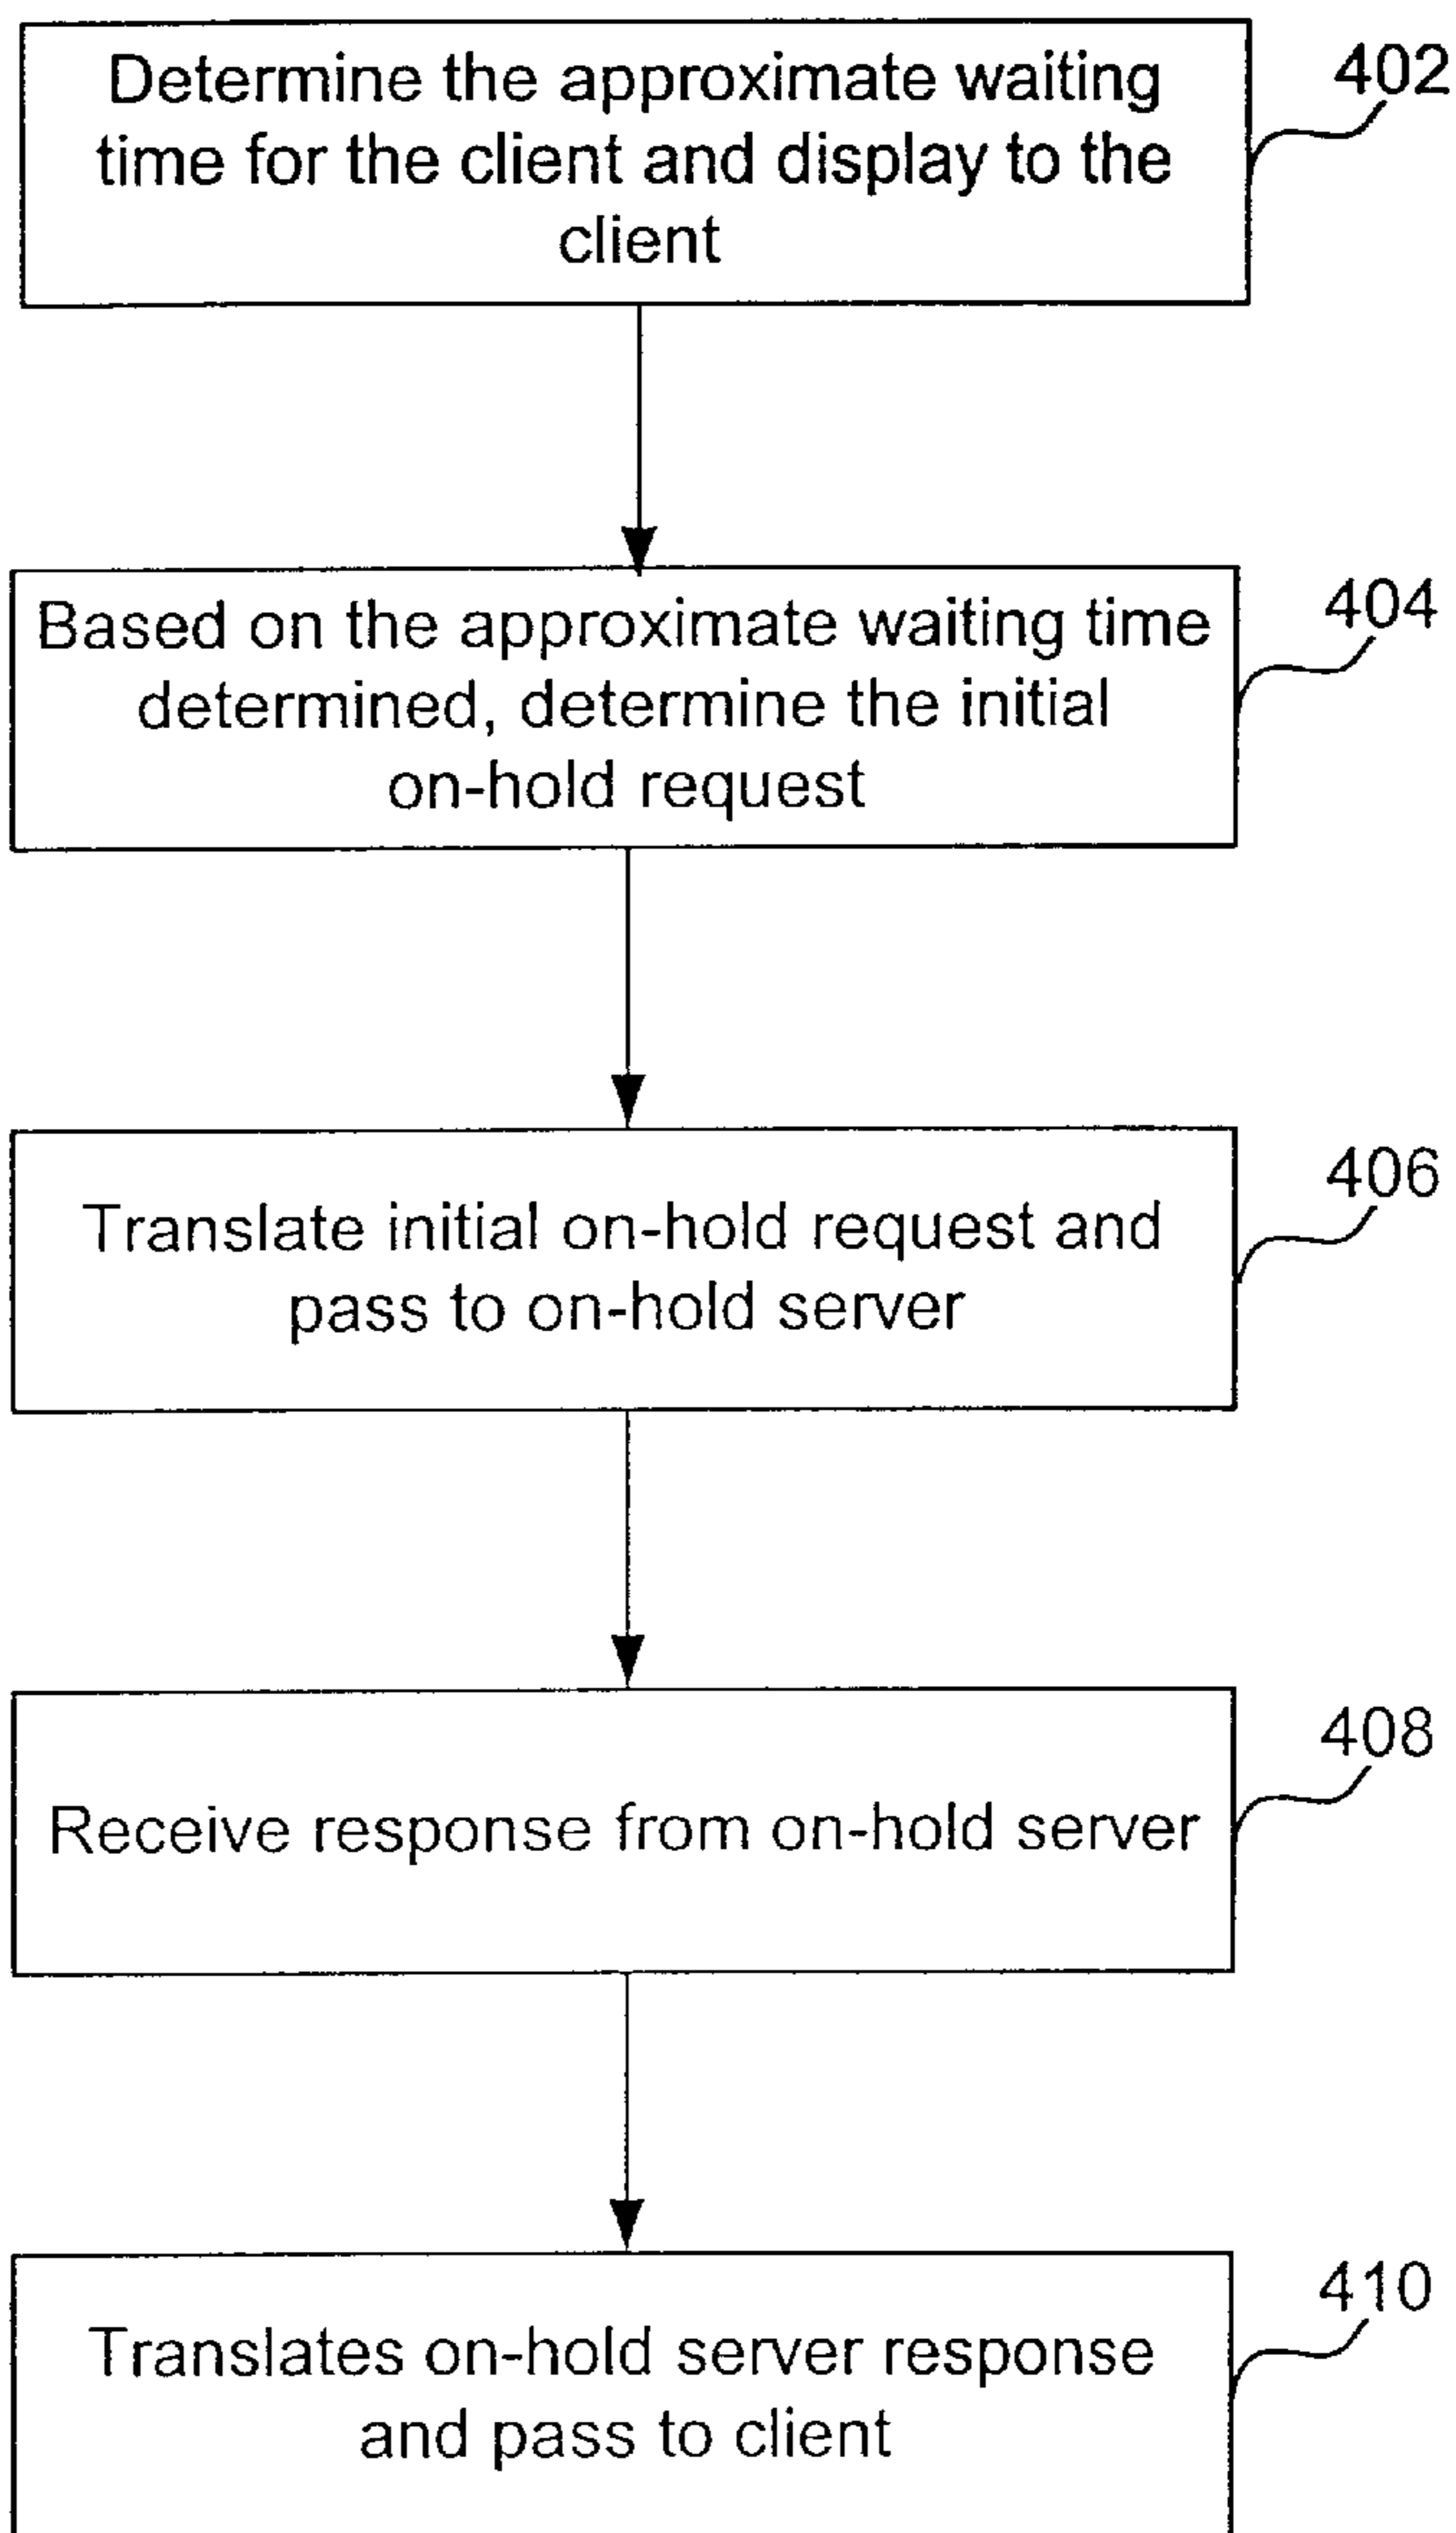 Determine the approximate waiting
time for the client and display to the
client
402
Based on the approximate waiting time
determined, determine the initial
on-hold request
404
Translate initial on-hold request and
pass to on-hold server
406
Receive response from on-hold server
408
Translates on-hold server response
and pass to client
410